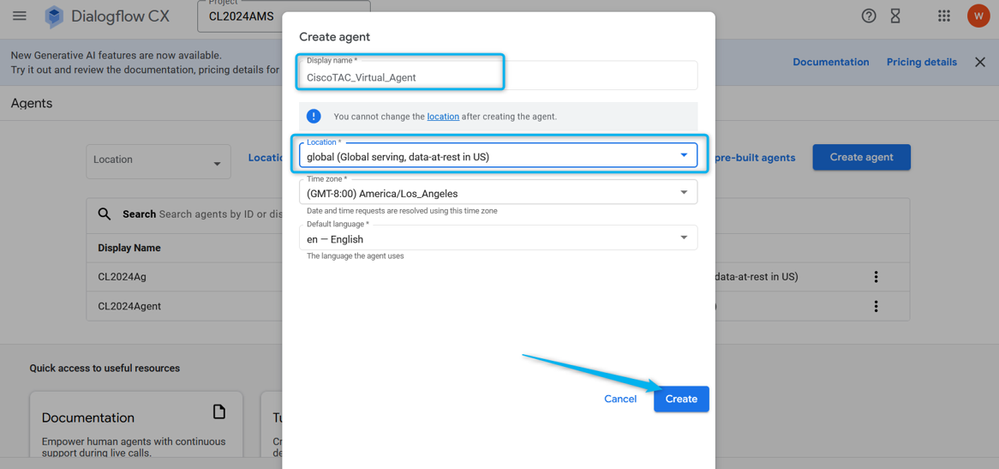 Dialogflow CX
Project
CL2024AMS
W
New Generative AI features are now available.
Try it out and review the documentation, pricing details for
Documentation
Pricing details
Agents
Location
pre-built agents
Create agent
Search Search agents by ID or
Display Name
CL2024Ag
data-at-rest in US)
CL2024Agent
Quick access to useful resources
Documentation
Empower human agents with continuous
support during live calls.
Create agent
Display name *
CiscoTAC_Virtual_Agent
You cannot change the location after creating the agent.
Location *
global (Global serving, data-at-rest in US)
Time zone *
(GMT-8:00) America/Los_Angeles
Date and time requests are resolved using this time zone
Default language *
en — English
The language the agent uses
Cancel
Create